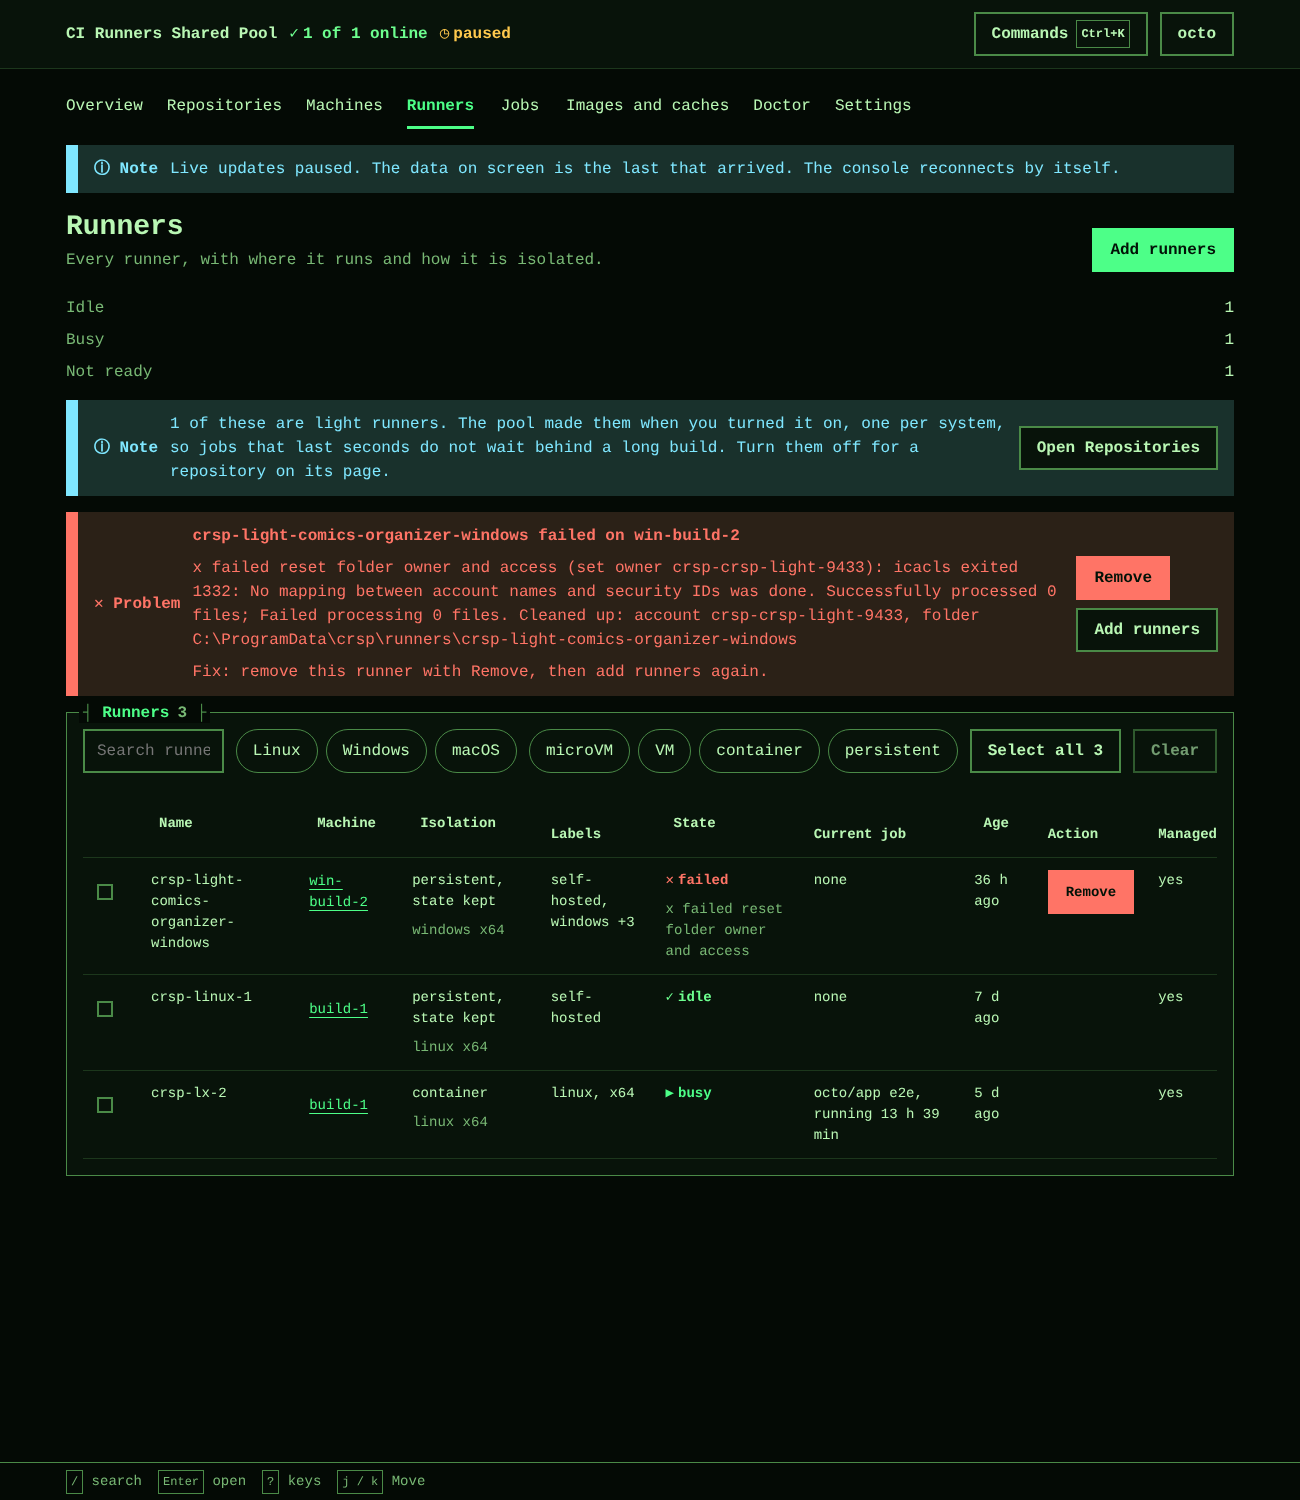 CI Runners Shared Pool ✓ 1 of 1 online ◷ paused
Commands Ctrl+K octo
Overview Repositories Machines Runners Jobs Images and caches Doctor Settings
ⓘ Note Live updates paused. The data on screen is the last that arrived. The console reconnects by itself.
Runners
Every runner, with where it runs and how it is isolated.
Add runners
Idle 1
Busy 1
Not ready 1
ⓘ Note
1 of these are light runners. The pool made them when you turned it on, one per system,
so jobs that last seconds do not wait behind a long build. Turn them off for a
repository on its page.
Open Repositories
✕ Problem
crsp-light-comics-organizer-windows failed on win-build-2
x failed reset folder owner and access (set owner crsp-crsp-light-9433): icacls exited
1332: No mapping between account names and security IDs was done. Successfully processed 0
files; Failed processing 0 files. Cleaned up: account crsp-crsp-light-9433, folder
C:\ProgramData\crsp\runners\crsp-light-comics-organizer-windows
Fix: remove this runner with Remove, then add runners again.
Remove
Add runners
Runners 3
Search runne Linux Windows macOS microVM VM container persistent Select all 3 Clear
Name Machine Isolation Labels State Current job Age Action Managed
crsp-light-
comics-
organizer-
windows
win-
build-2
persistent,
state kept
windows x64
self-
hosted,
windows +3
✕ failed
x failed reset
folder owner
and access
none
36 h
ago
Remove
yes
crsp-linux-1
build-1
persistent,
state kept
linux x64
self-
hosted
✓ idle
none
7 d
ago
yes
crsp-lx-2
build-1
container
linux x64
linux, x64
▶ busy
octo/app e2e,
running 13 h 39
min
5 d
ago
yes
/ search Enter open ? keys j / k Move